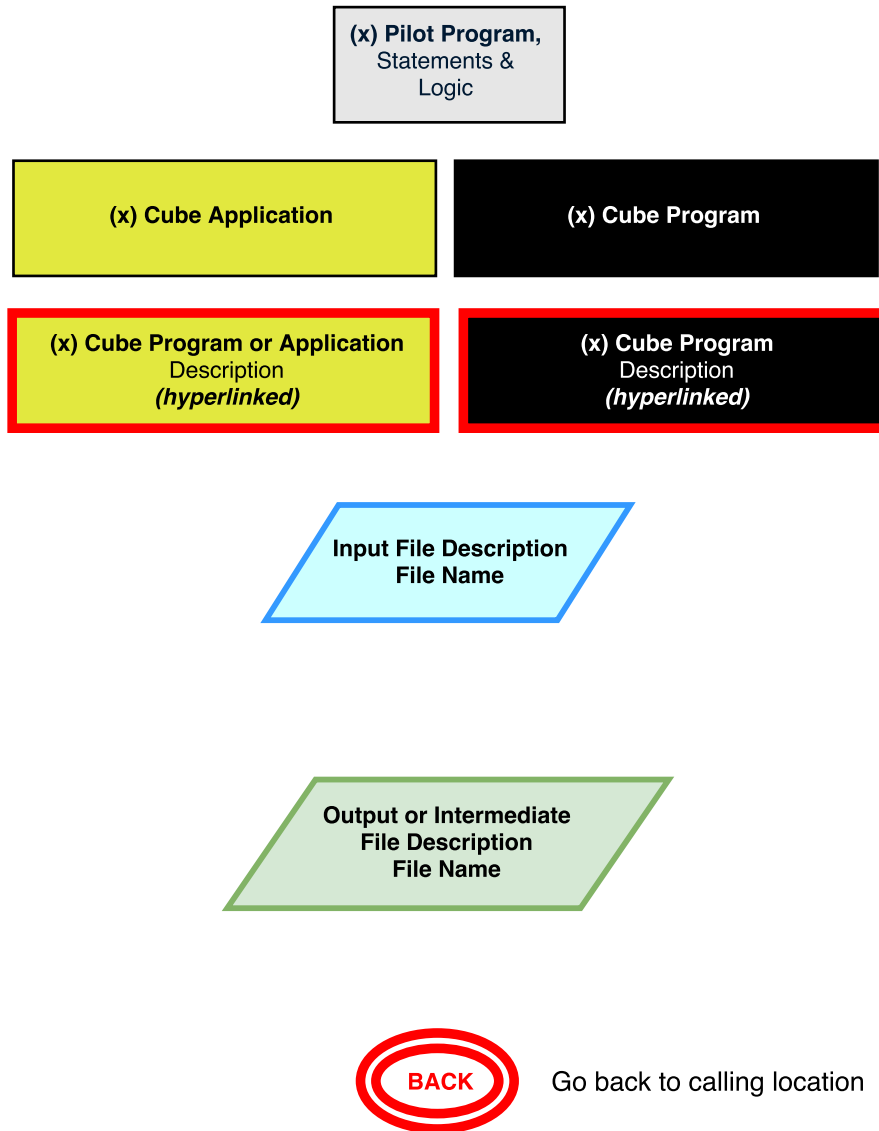 (x) Pilot Program,
Statements &
Logic
(x) Cube Application
(x) Cube Program
(x) Cube Program or Application
Description
(hyperlinked)
(x) Cube Program
Description
(hyperlinked)
Input File Description
File Name
Output or Intermediate
File Description
File Name
BACK
Go back to calling location